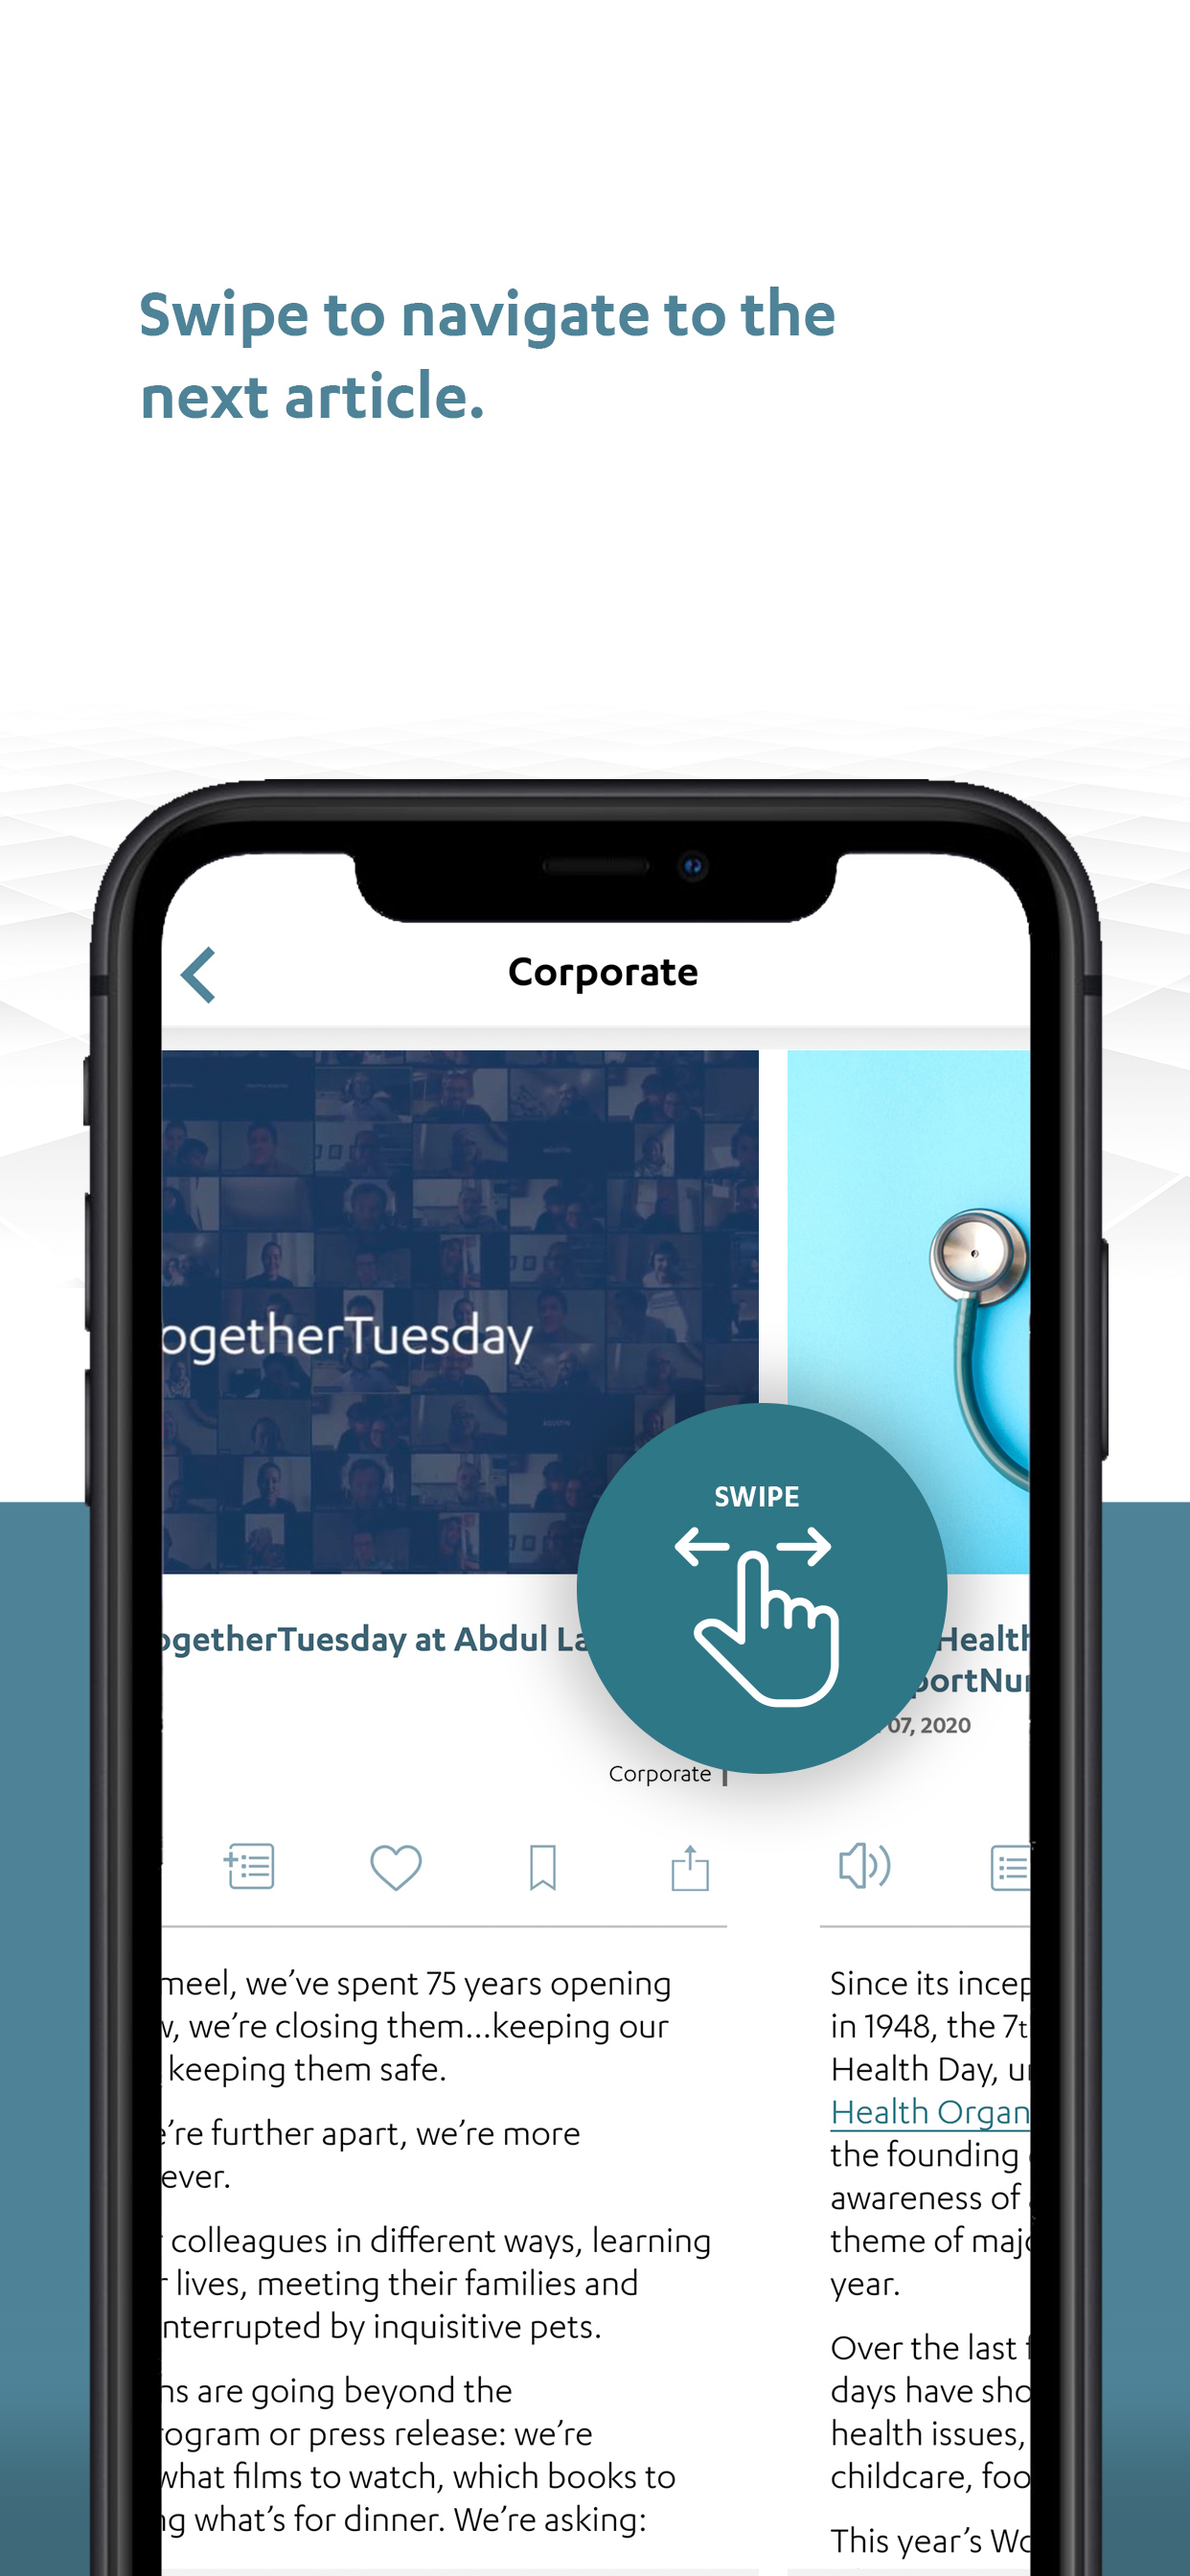 Swipe to navigate to the
next article.
Corporate
ogetherTuesday
SWIPE
ogetherTuesday at Abdul La
Health
portNur
07, 2020
Corporate
meel, we’ve spent 75 years opening
w, we’re closing them...keeping our
keeping them safe.
e’re further apart, we’re more
ever.
r colleagues in different ways, learning
r lives, meeting their families and
nterrupted by inquisitive pets.
ns are going beyond the
rogram or press release: we’re
what films to watch, which books to
ng what’s for dinner. We’re asking:
Since its incep
in 1948, the 7t
Health Day, u
Health Organ
the founding
awareness of
theme of majo
year.
Over the last f
days have sho
health issues,
childcare, foo
This year’s Wo